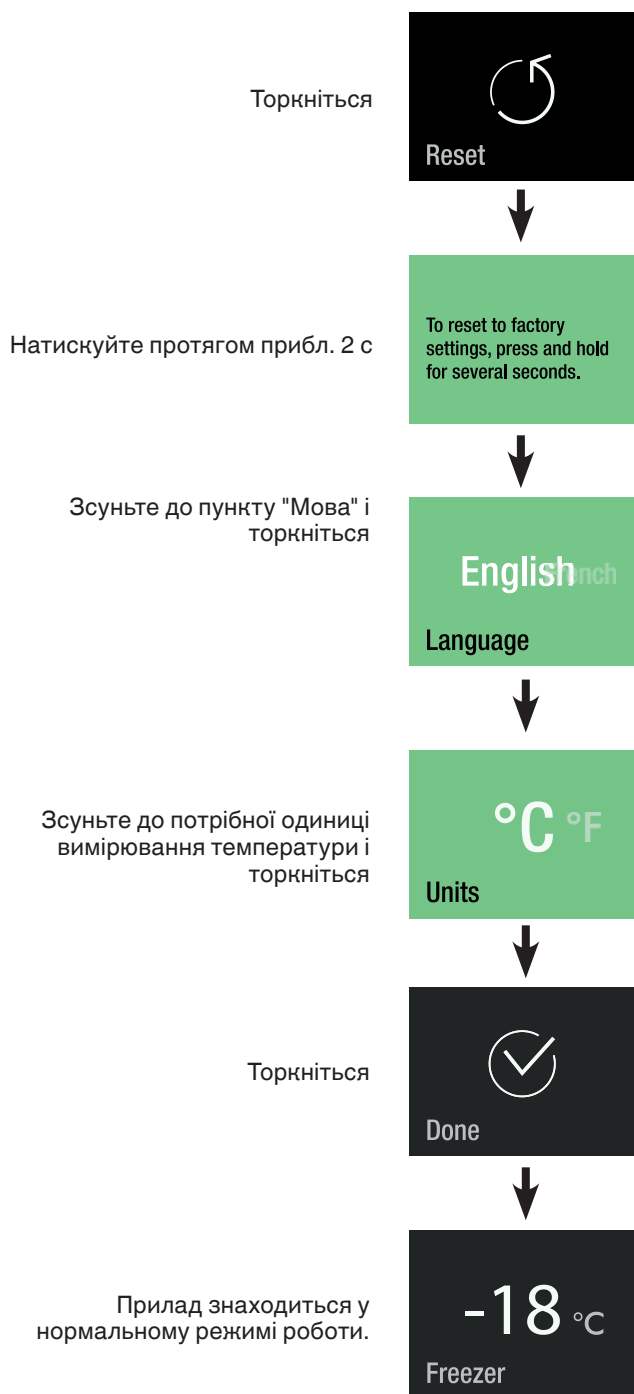 Торкніться
Reset
Натискуйте протягом прибл. 2 с
To reset to factory
settings, press and hold
for several seconds.
Зсуньте до пункту "Мова" і
торкніться
English French
Language
Зсуньте до потрібної одиниці
вимірювання температури і
торкніться
°C °F
Units
Торкніться
Done
Прилад знаходиться у
нормальному режимі роботи.
-18 °C
Freezer